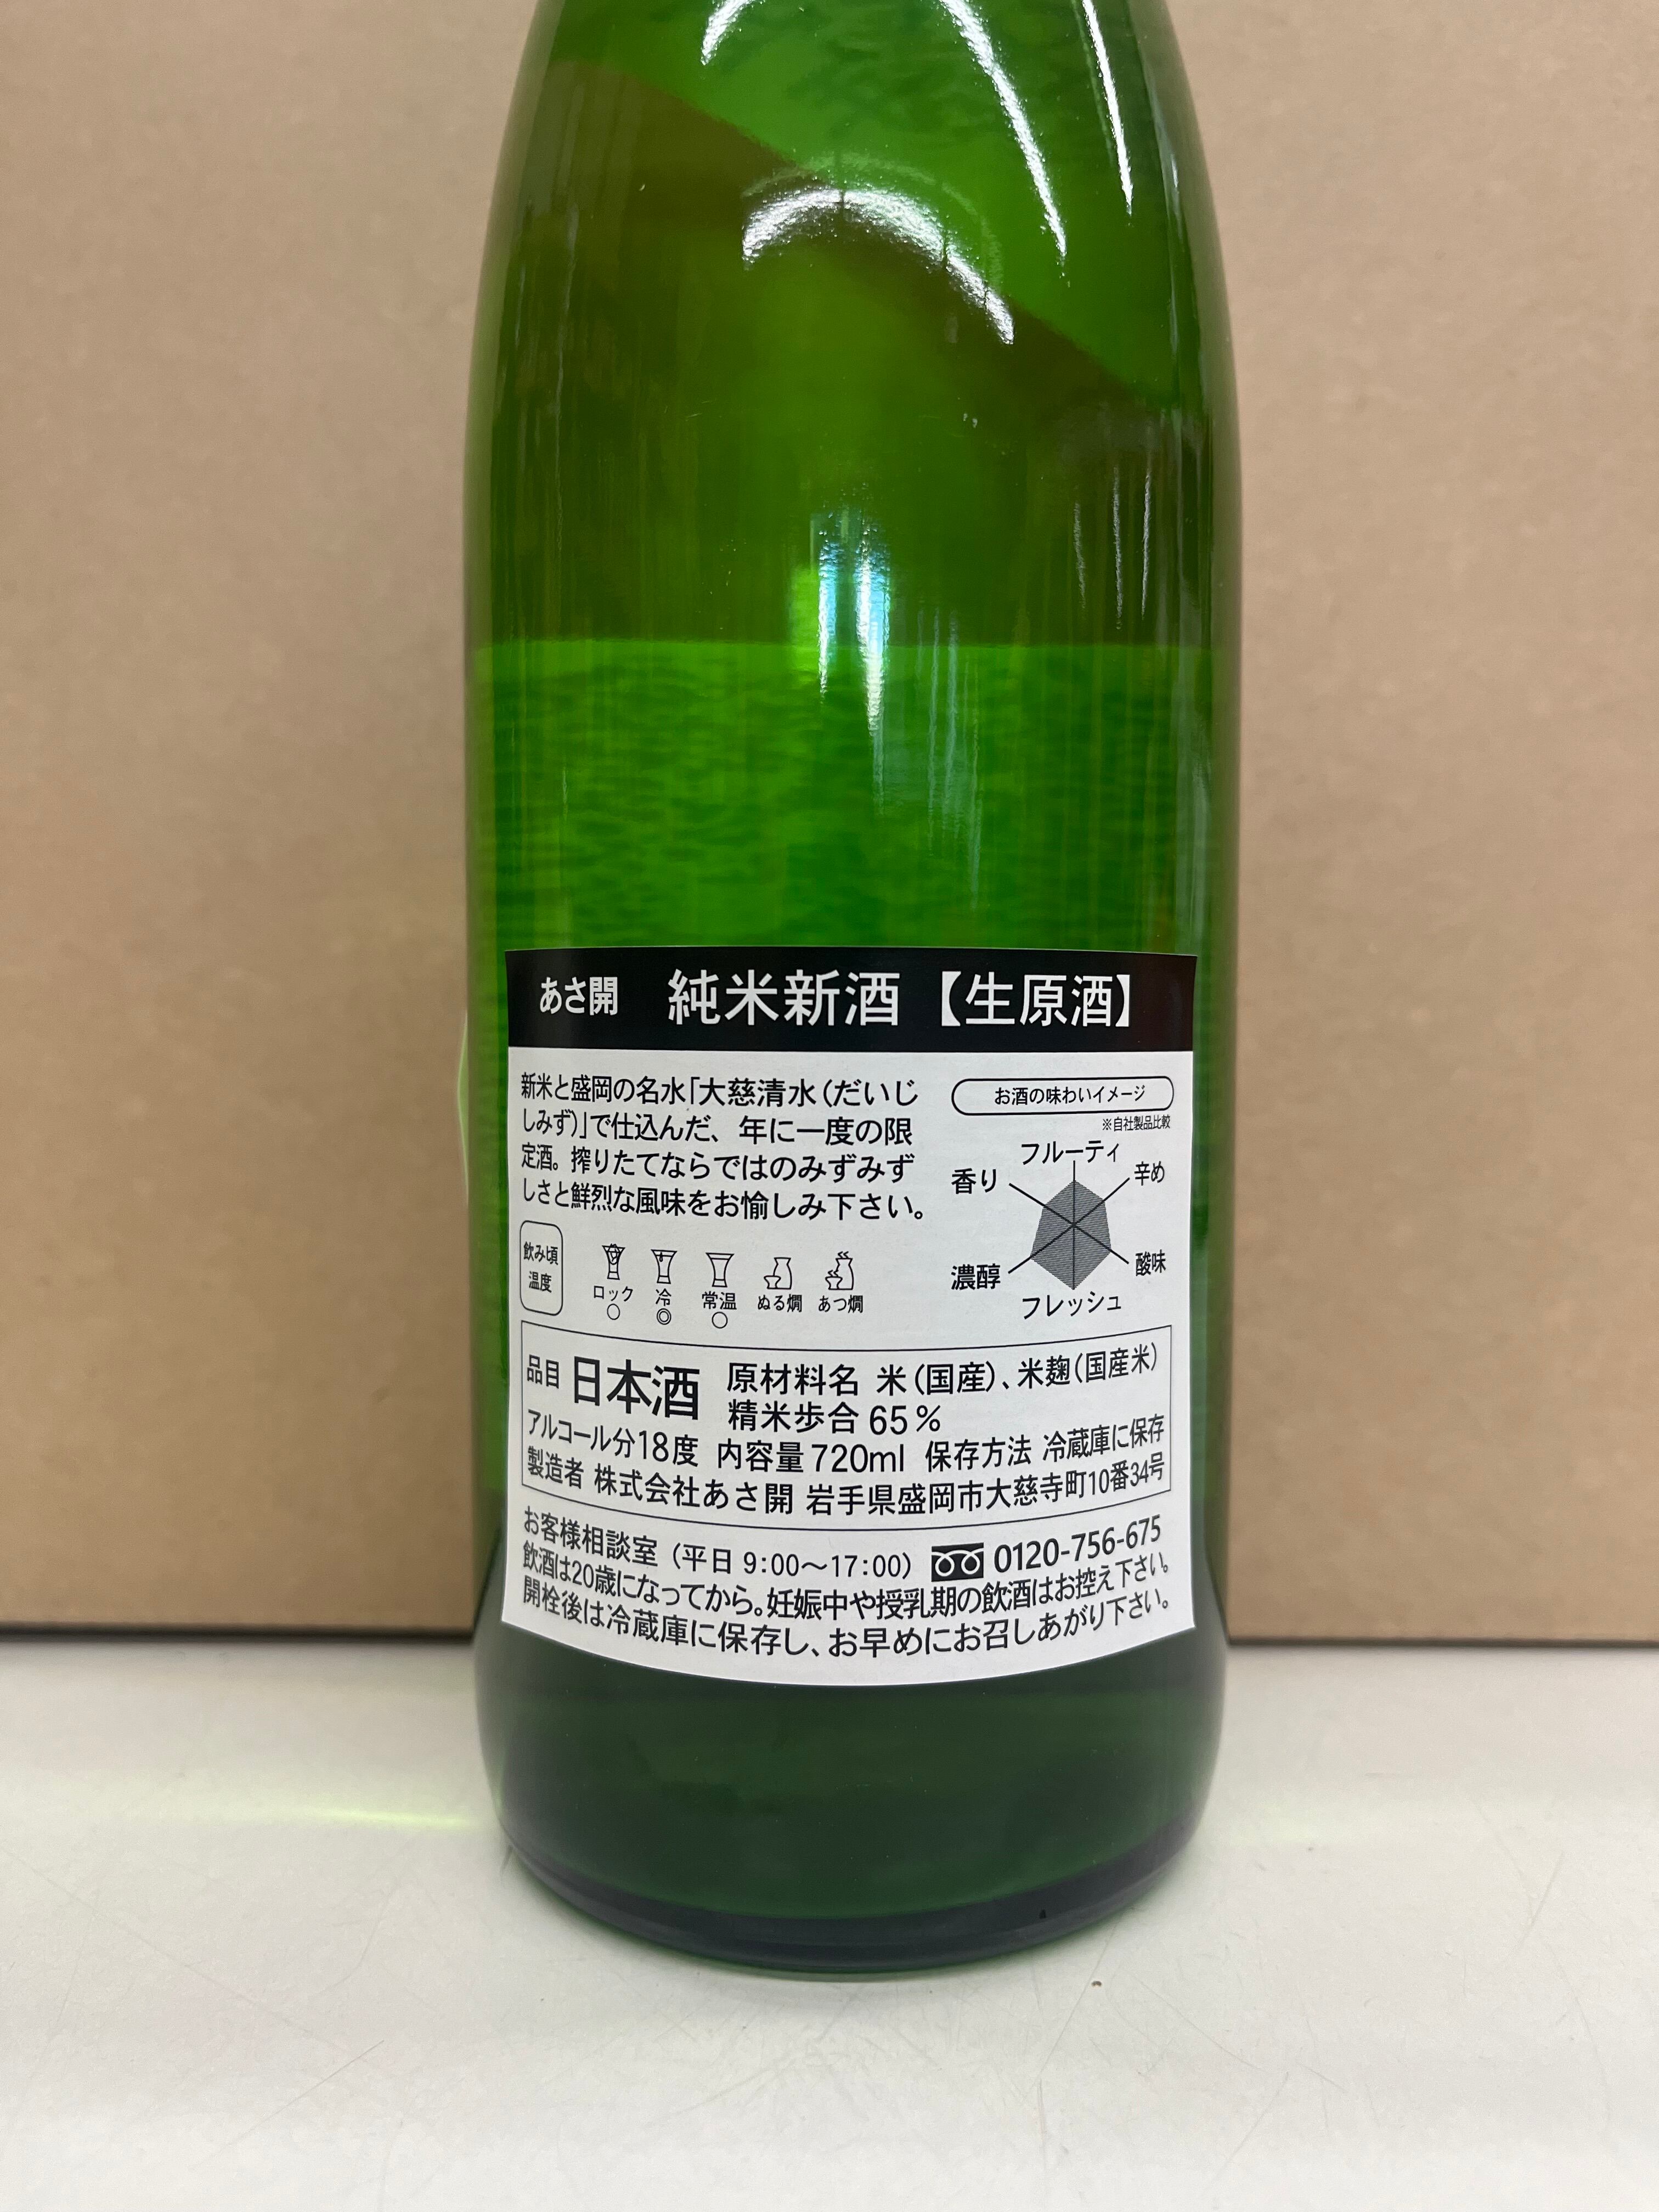 あさ開 純米新酒【生原酒】
新米と盛岡の名水「大慈清水（だいじ
しみず）」で仕込んだ、年に一度の限
定酒。搾りたてならではのみずみず
しさと鮮烈な風味をお愉しみ下さい。
お酒の味わいイメージ
※自社製品比較
フルーティ
香り
辛め
濃醇
酸味
フレッシュ
飲み頃
温度
ロック 冷 常温 ぬる燗 あつ燗
○ ◎ ○
品目 日本酒 原材料名 米（国産）、米麹（国産米）
精米歩合 65％
アルコール分18度 内容量720ml 保存方法 冷蔵庫に保存
製造者 株式会社あさ開 岩手県盛岡市大慈寺町10番34号
お客様相談室（平日 9:00～17:00） 0120-756-675
飲酒は20歳になってから。妊娠中や授乳期の飲酒はお控え下さい。
開栓後は冷蔵庫に保存し、お早めにお召しあがり下さい。